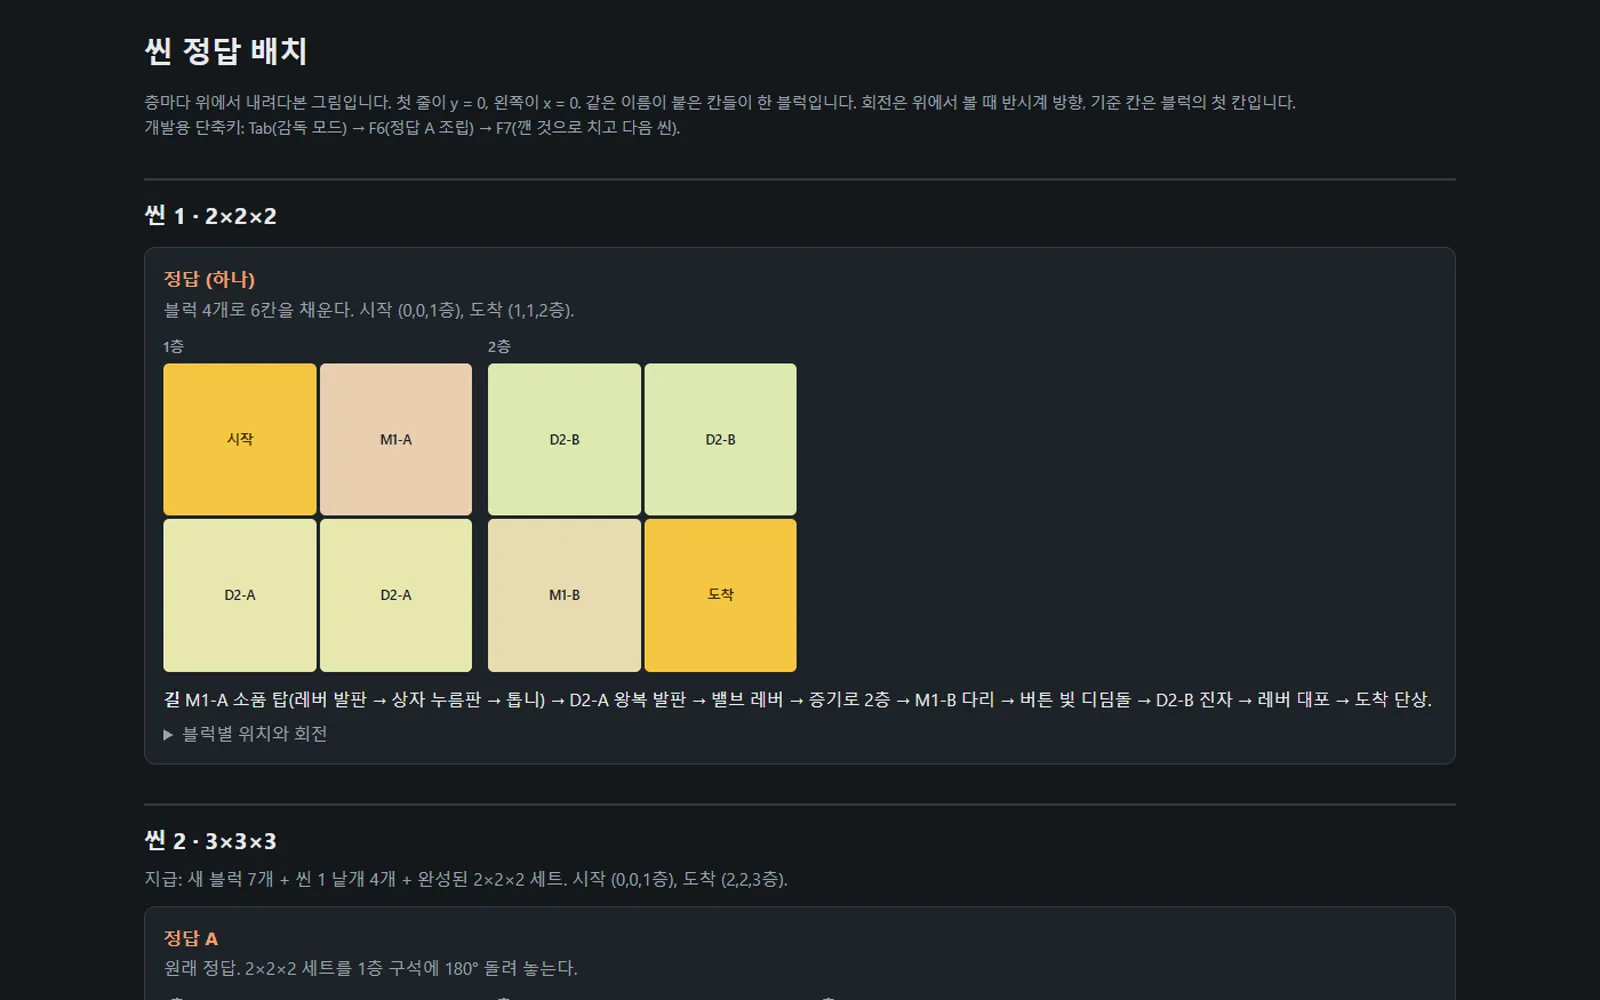 씬 정답 배치
층마다 위에서 내려다본 그림입니다. 첫 줄이 y = 0, 왼쪽이 x = 0. 같은 이름이 붙은 칸들이 한 블럭입니다. 회전은 위에서 볼 때 반시계 방향, 기준 칸은 블럭의 첫 칸입니다.
개발용 단축키: Tab(감독 모드) → F6(정답 A 조립) → F7(깬 것으로 치고 다음 씬).
씬 1 · 2×2×2
정답 (하나)
블럭 4개로 6칸을 채운다. 시작 (0,0,1층), 도착 (1,1,2층).
1층 2층
시작 M1-A D2-B D2-B
D2-A D2-A M1-B 도착
길 M1-A 소품 탑(레버 발판 → 상자 누름판 → 톱니) → D2-A 왕복 발판 → 밸브 레버 → 증기로 2층 → M1-B 다리 → 버튼 빛 디딤돌 → D2-B 진자 → 레버 대포 → 도착 단상.
▶ 블럭별 위치와 회전
씬 2 · 3×3×3
지급: 새 블럭 7개 + 씬 1 낱개 4개 + 완성된 2×2×2 세트. 시작 (0,0,1층), 도착 (2,2,3층).
정답 A
원래 정답. 2×2×2 세트를 1층 구석에 180° 돌려 놓는다.